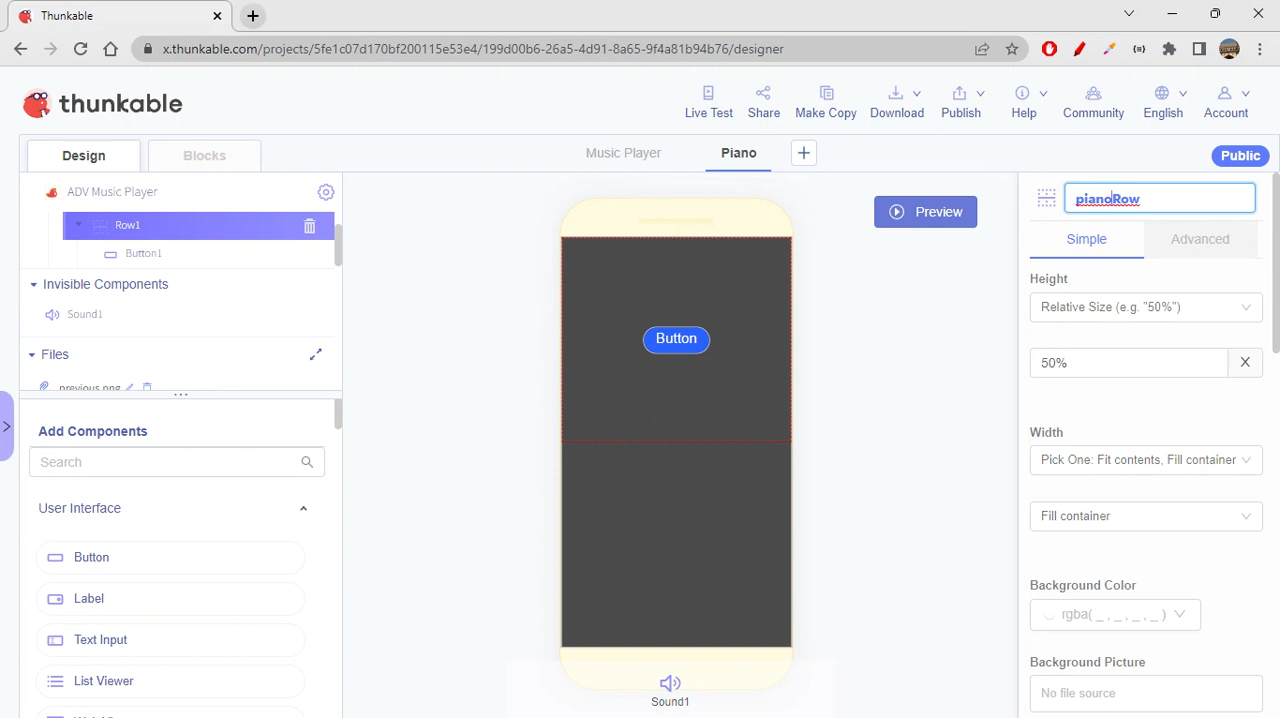 Thunkable
x.thunkable.com/projects/5fe1c07d170bf200115e53e4/199d00b6-26a5-4d91-8a65-9f4a81b94b76/designer
thunkable
Live Test
Share
Make Copy
Download
Publish
Help
Community
English
Account
Design
Blocks
Music Player
Piano
Public
ADV Music Player
Row1
Button1
Invisible Components
Sound1
Files
previous.png
Add Components
Search
User Interface
Button
Label
Text Input
List Viewer
Preview
Button
Sound1
pianoRow
Simple
Advanced
Height
Relative Size (e.g. "50%")
50%
X
Width
Pick One: Fit contents, Fill container
Fill container
Background Color
rgba( _ , _ , _ , _ )
Background Picture
No file source